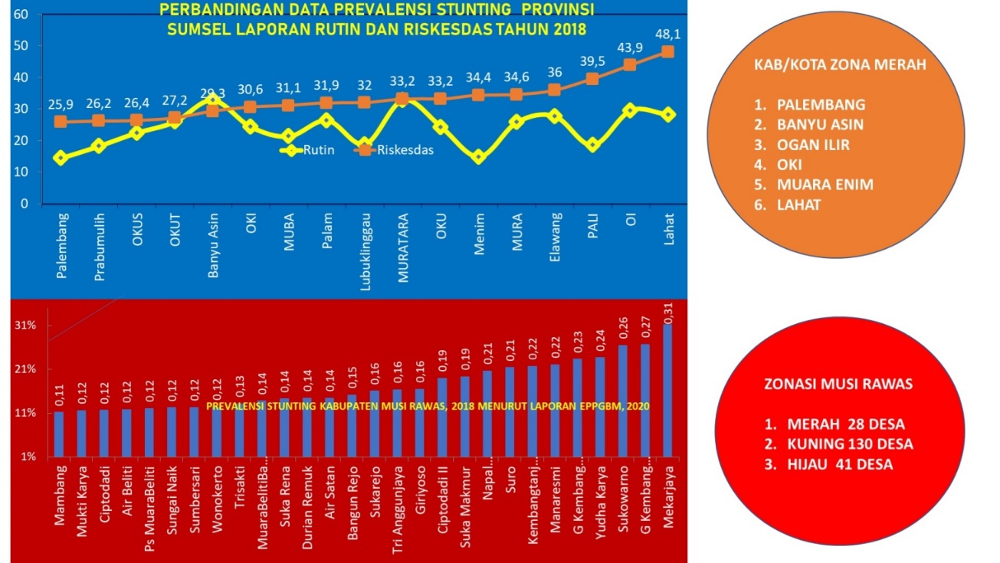 PERBANDINGAN DATA PREVALENSI STUNTING PROVINSI
SUMSEL LAPORAN RUTIN DAN RISKESDAS TAHUN 2018
60
50
40
30
20
10
0
25,9
26,2
26,4
27,2
29,3
30,6
31,1
31,9
32
33,2
33,2
34,4
34,6
36
39,5
43,9
48,1
Rutin
Riskesdas
Palembang
Prabumulih
OKUS
OKUT
Banyu Asin
OKI
MUBA
Palam
Lubuklinggau
MURATARA
OKU
Menim
MURA
Elawang
PALI
OI
Lahat
KAB/KOTA ZONA MERAH
1. PALEMBANG
2. BANYU ASIN
3. OGAN ILIR
4. OKI
5. MUARA ENIM
6. LAHAT
31%
21%
11%
1%
0,11
0,12
0,12
0,12
0,12
0,12
0,12
0,12
0,13
0,14
0,14
0,14
0,14
0,15
0,16
0,16
0,16
0,19
0,19
0,21
0,21
0,22
0,22
0,23
0,24
0,26
0,27
0,31
PREVALENSI STUNTING KABUPATEN MUSI RAWAS, 2018 MENURUT LAPORAN EPPGBM, 2020
Mambang
Mukti Karya
Ciptodadi
Air Beliti
Ps MuaraBeliti
Sungai Naik
Sumbersari
Wonokerto
Trisakti
MuaraBelitiBa...
Suka Rena
Durian Remuk
Air Satan
Bangun Rejo
Sukarejo
Tri Anggunjaya
Giriyoso
Ciptodadi II
Suka Makmur
Napal...
Suro
Kembangtanj...
Manaresmi
G Kembang...
Yudha Karya
Sukowarno
G Kembang...
Mekarjaya
ZONASI MUSI RAWAS
1. MERAH 28 DESA
2. KUNING 130 DESA
3. HIJAU 41 DESA